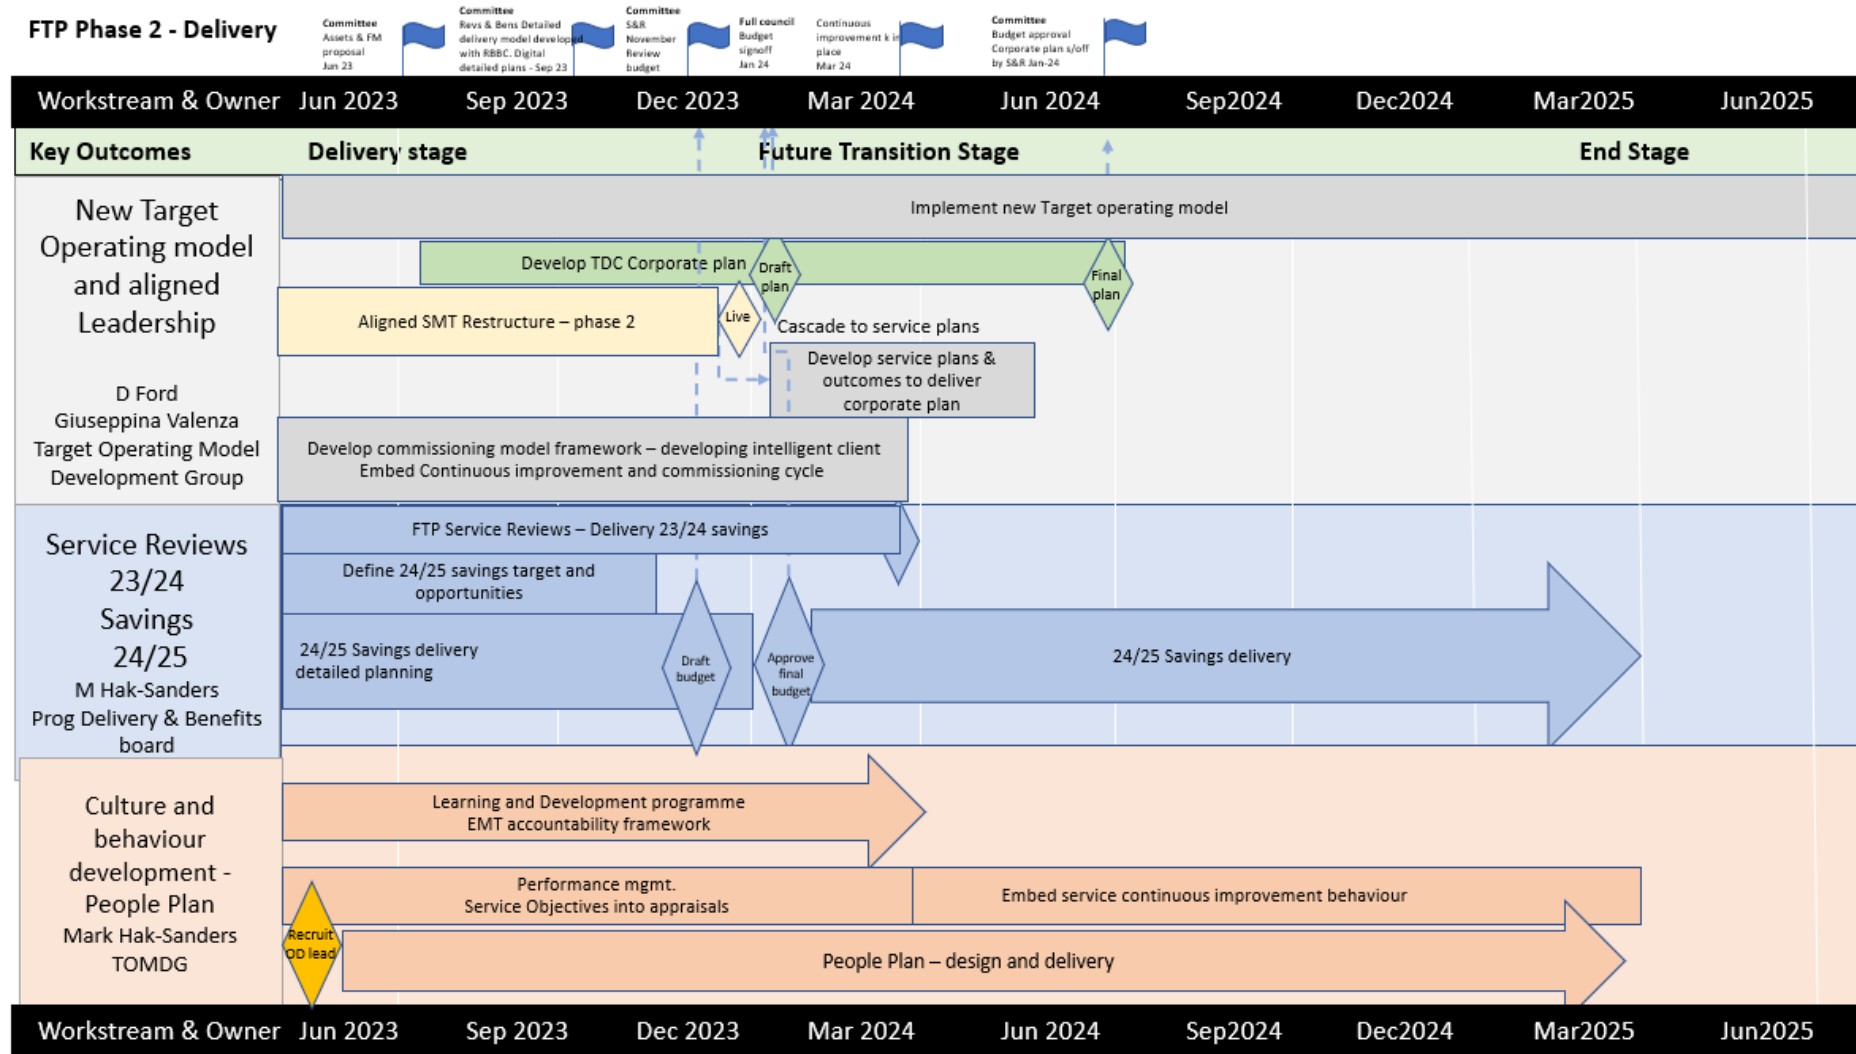 FTP Phase 2 - Delivery
Committee
Assets & FM
proposal
Jun 23
Committee
Revs & Bens Detailed
delivery model developed
with RBBC. Digital
detailed plans - Sep 23
Committee
S&R
November
Review
budget
Full council
Budget
signoff
Jan 24
Continuous
improvement k in
place
Mar 24
Committee
Budget approval
Corporate plan s/off
by S&R Jan-24
Workstream & Owner Jun 2023 Sep 2023 Dec 2023 Mar 2024 Jun 2024 Sep2024 Dec2024 Mar2025 Jun2025
Key Outcomes Delivery stage Future Transition Stage End Stage
New Target
Operating model
and aligned
Leadership
D Ford
Giuseppina Valenza
Target Operating Model
Development Group
Implement new Target operating model
Develop TDC Corporate plan
Draft
plan
Final
plan
Aligned SMT Restructure – phase 2
Live
Cascade to service plans
Develop service plans &
outcomes to deliver
corporate plan
Develop commissioning model framework – developing intelligent client
Embed Continuous improvement and commissioning cycle
Service Reviews
23/24
Savings
24/25
M Hak-Sanders
Prog Delivery & Benefits
board
FTP Service Reviews – Delivery 23/24 savings
Define 24/25 savings target and
opportunities
24/25 Savings delivery
detailed planning
Draft
budget
Approve
final
budget
24/25 Savings delivery
Culture and
behaviour
development -
People Plan
Mark Hak-Sanders
TOMDG
Learning and Development programme
EMT accountability framework
Performance mgmt.
Service Objectives into appraisals
Embed service continuous improvement behaviour
Recruit
OD lead
People Plan – design and delivery
Workstream & Owner Jun 2023 Sep 2023 Dec 2023 Mar 2024 Jun 2024 Sep2024 Dec2024 Mar2025 Jun2025